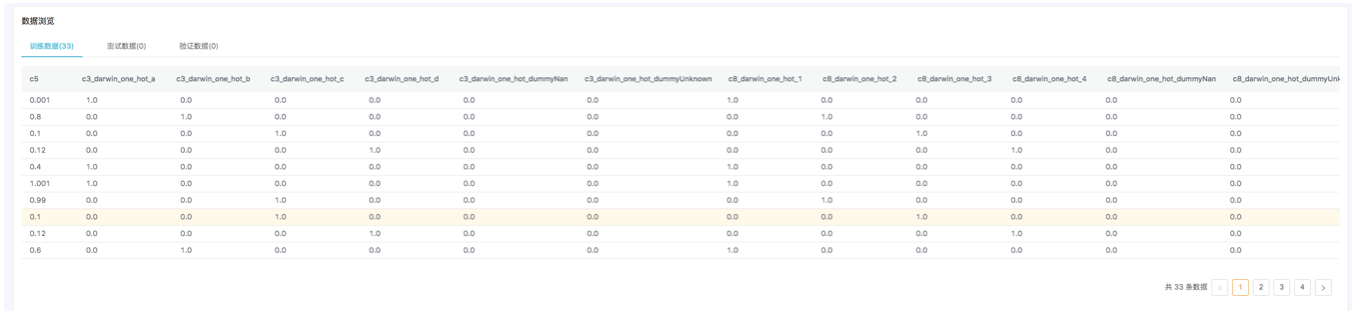 数据浏览
训练数据(33) 测试数据(0) 验证数据(0)
c5 c3_darwin_one_hot_a c3_darwin_one_hot_b c3_darwin_one_hot_c c3_darwin_one_hot_d c3_darwin_one_hot_dummyNan c3_darwin_one_hot_dummyUnknown c8_darwin_one_hot_1 c8_darwin_one_hot_2 c8_darwin_one_hot_3 c8_darwin_one_hot_4 c8_darwin_one_hot_dummyNan c8_darwin_one_hot_dummyUnk
0.001 1.0 0.0 0.0 0.0 0.0 0.0 1.0 0.0 0.0 0.0 0.0 0.0
0.8 0.0 1.0 0.0 0.0 0.0 0.0 0.0 1.0 0.0 0.0 0.0 0.0
0.1 0.0 0.0 1.0 0.0 0.0 0.0 0.0 0.0 1.0 0.0 0.0 0.0
0.12 0.0 0.0 0.0 1.0 0.0 0.0 0.0 0.0 0.0 1.0 0.0 0.0
0.4 1.0 0.0 0.0 0.0 0.0 0.0 1.0 0.0 0.0 0.0 0.0 0.0
1.001 1.0 0.0 0.0 0.0 0.0 0.0 1.0 0.0 0.0 0.0 0.0 0.0
0.99 0.0 0.0 1.0 0.0 0.0 0.0 0.0 1.0 0.0 0.0 0.0 0.0
0.1 0.0 0.0 1.0 0.0 0.0 0.0 0.0 0.0 1.0 0.0 0.0 0.0
0.12 0.0 0.0 0.0 1.0 0.0 0.0 0.0 0.0 0.0 1.0 0.0 0.0
0.6 0.0 1.0 0.0 0.0 0.0 0.0 1.0 0.0 0.0 0.0 0.0 0.0
共 33 条数据 < 1 2 3 4 >